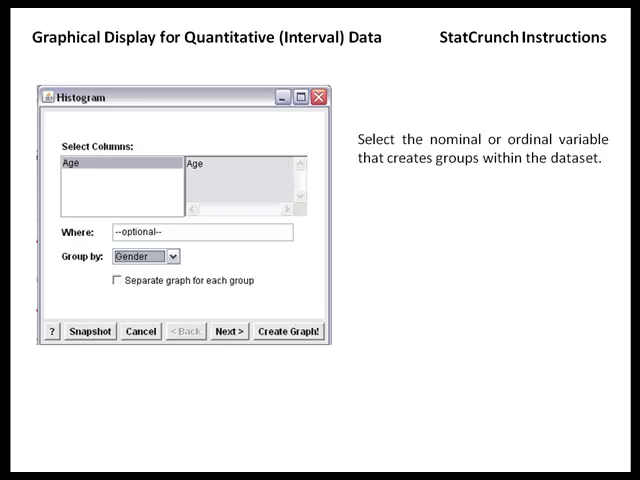 Graphical Display for Quantitative (Interval) Data StatCrunch Instructions
Histogram
Select the nominal or ordinal variable
that creates groups within the dataset.
Select Columns:
Age Age
Where: --optional--
Group by: Gender
Separate graph for each group
? Snapshot Cancel < Back Next > Create Graph!